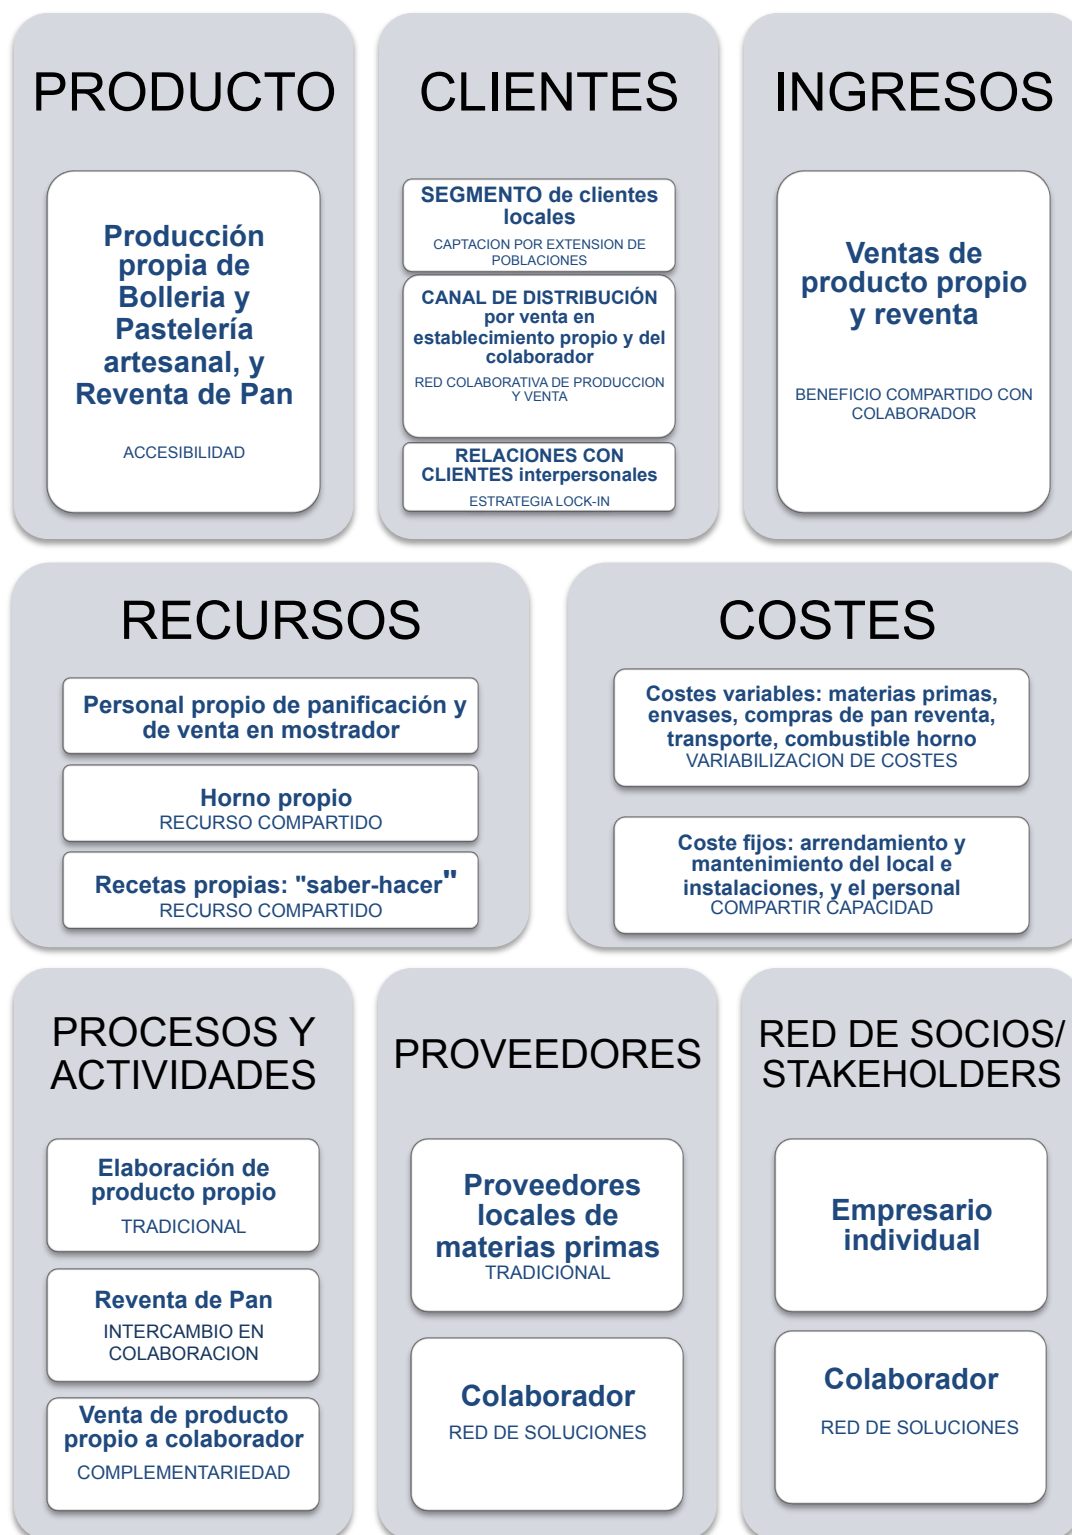 PRODUCTO
Producción
propia de
Bolleria y
Pastelería
artesanal, y
Reventa de Pan
ACCESIBILIDAD
CLIENTES
SEGMENTO de clientes
locales
CAPTACION POR EXTENSION DE
POBLACIONES
CANAL DE DISTRIBUCIÓN
por venta en
establecimiento propio y del
colaborador
RED COLABORATIVA DE PRODUCCION
Y VENTA
RELACIONES CON
CLIENTES interpersonales
ESTRATEGIA LOCK-IN
INGRESOS
Ventas de
producto propio
y reventa
BENEFICIO COMPARTIDO CON
COLABORADOR
RECURSOS
Personal propio de panificación y
de venta en mostrador
Horno propio
RECURSO COMPARTIDO
Recetas propias: "saber-hacer"
RECURSO COMPARTIDO
COSTES
Costes variables: materias primas,
envases, compras de pan reventa,
transporte, combustible horno
VARIABILIZACION DE COSTES
Coste fijos: arrendamiento y
mantenimiento del local e
instalaciones, y el personal
COMPARTIR CAPACIDAD
PROCESOS Y
ACTIVIDADES
Elaboración de
producto propio
TRADICIONAL
Reventa de Pan
INTERCAMBIO EN
COLABORACION
Venta de producto
propio a colaborador
COMPLEMENTARIEDAD
PROVEEDORES
Proveedores
locales de
materias primas
TRADICIONAL
Colaborador
RED DE SOLUCIONES
RED DE SOCIOS/
STAKEHOLDERS
Empresario
individual
Colaborador
RED DE SOLUCIONES